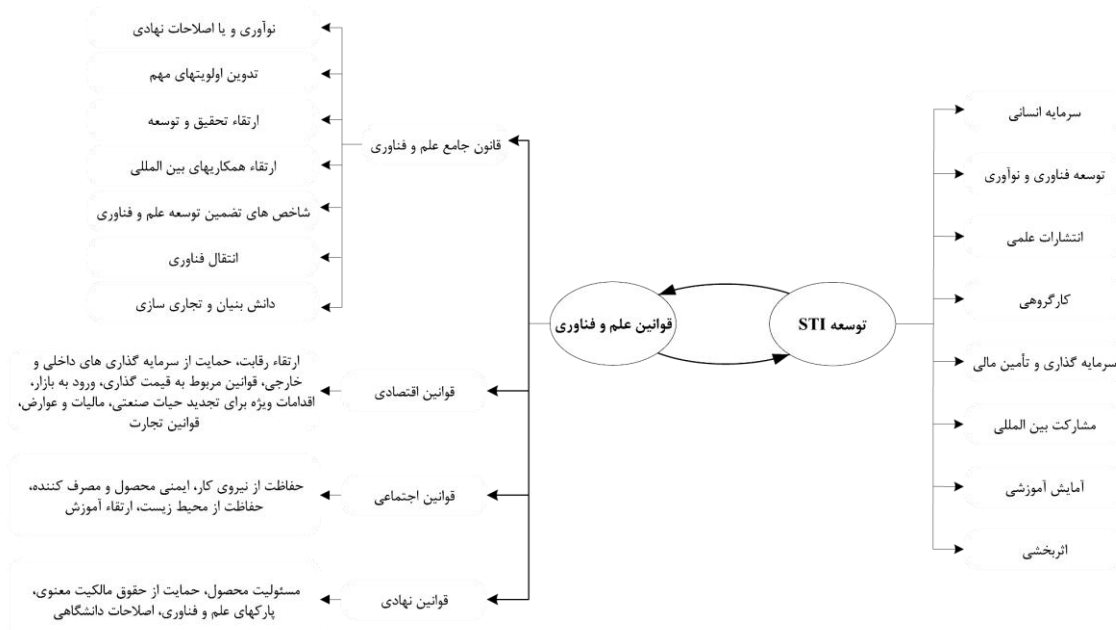 سرمایه انسانی
توسعه فناوری و نوآوری
انتشارات علمی
کارگروهی
سرمایه گذاری و تأمین مالی
مشارکت بین المللی
آمایش آموزشی
اثربخشی
توسعه STI
قوانین علم و فناوری
قانون جامع علم و فناوری
نوآوری و یا اصلاحات نهادی
تدوین اولویتهای مهم
ارتقاء تحقیق و توسعه
ارتقاء همکاریهای بین المللی
شاخص های تضمین توسعه علم و فناوری
انتقال فناوری
دانش بنیان و تجاری سازی
قوانین اقتصادی
ارتقاء رقابت، حمایت از سرمایه گذاری های داخلی و
خارجی، قوانین مربوط به قیمت گذاری، ورود به بازار،
اقدامات ویژه برای تجدید حیات صنعتی، مالیات و عوارض،
قوانین تجارت
قوانین اجتماعی
حفاظت از نیروی کار، ایمنی محصول و مصرف کننده،
حفاظت از محیط زیست، ارتقاء آموزش
قوانین نهادی
مسئولیت محصول، حمایت از حقوق مالکیت معنوی،
پارکهای علم و فناوری، اصلاحات دانشگاهی